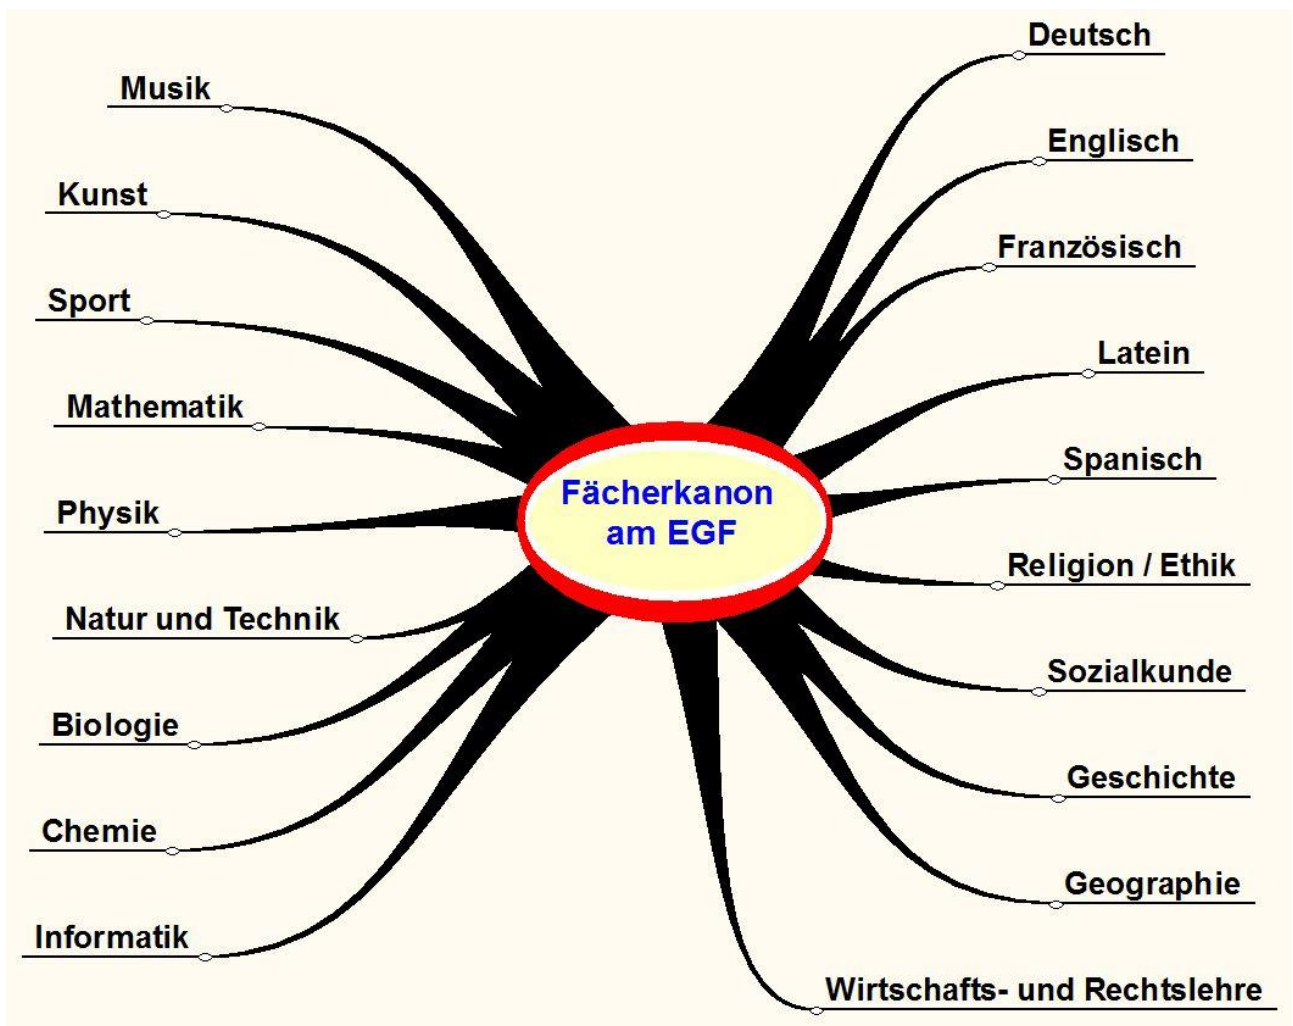 Fächerkanon
am EGF
Deutsch
Englisch
Französisch
Latein
Spanisch
Religion / Ethik
Sozialkunde
Geschichte
Geographie
Wirtschafts- und Rechtslehre
Musik
Kunst
Sport
Mathematik
Physik
Natur und Technik
Biologie
Chemie
Informatik